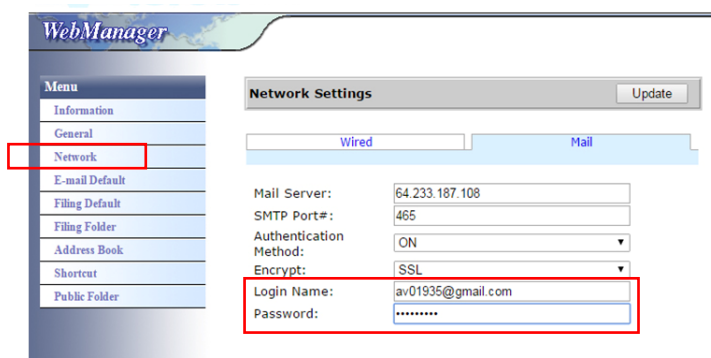 WebManager
Menu
Information
General
Network
E-mail Default
Filing Default
Filing Folder
Address Book
Shortcut
Public Folder
Network Settings
Update
Wired Mail
Mail Server: 64.233.187.108
SMTP Port#: 465
Authentication
Method: ON
Encrypt: SSL
Login Name: av01935@gmail.com
Password: •••••••••